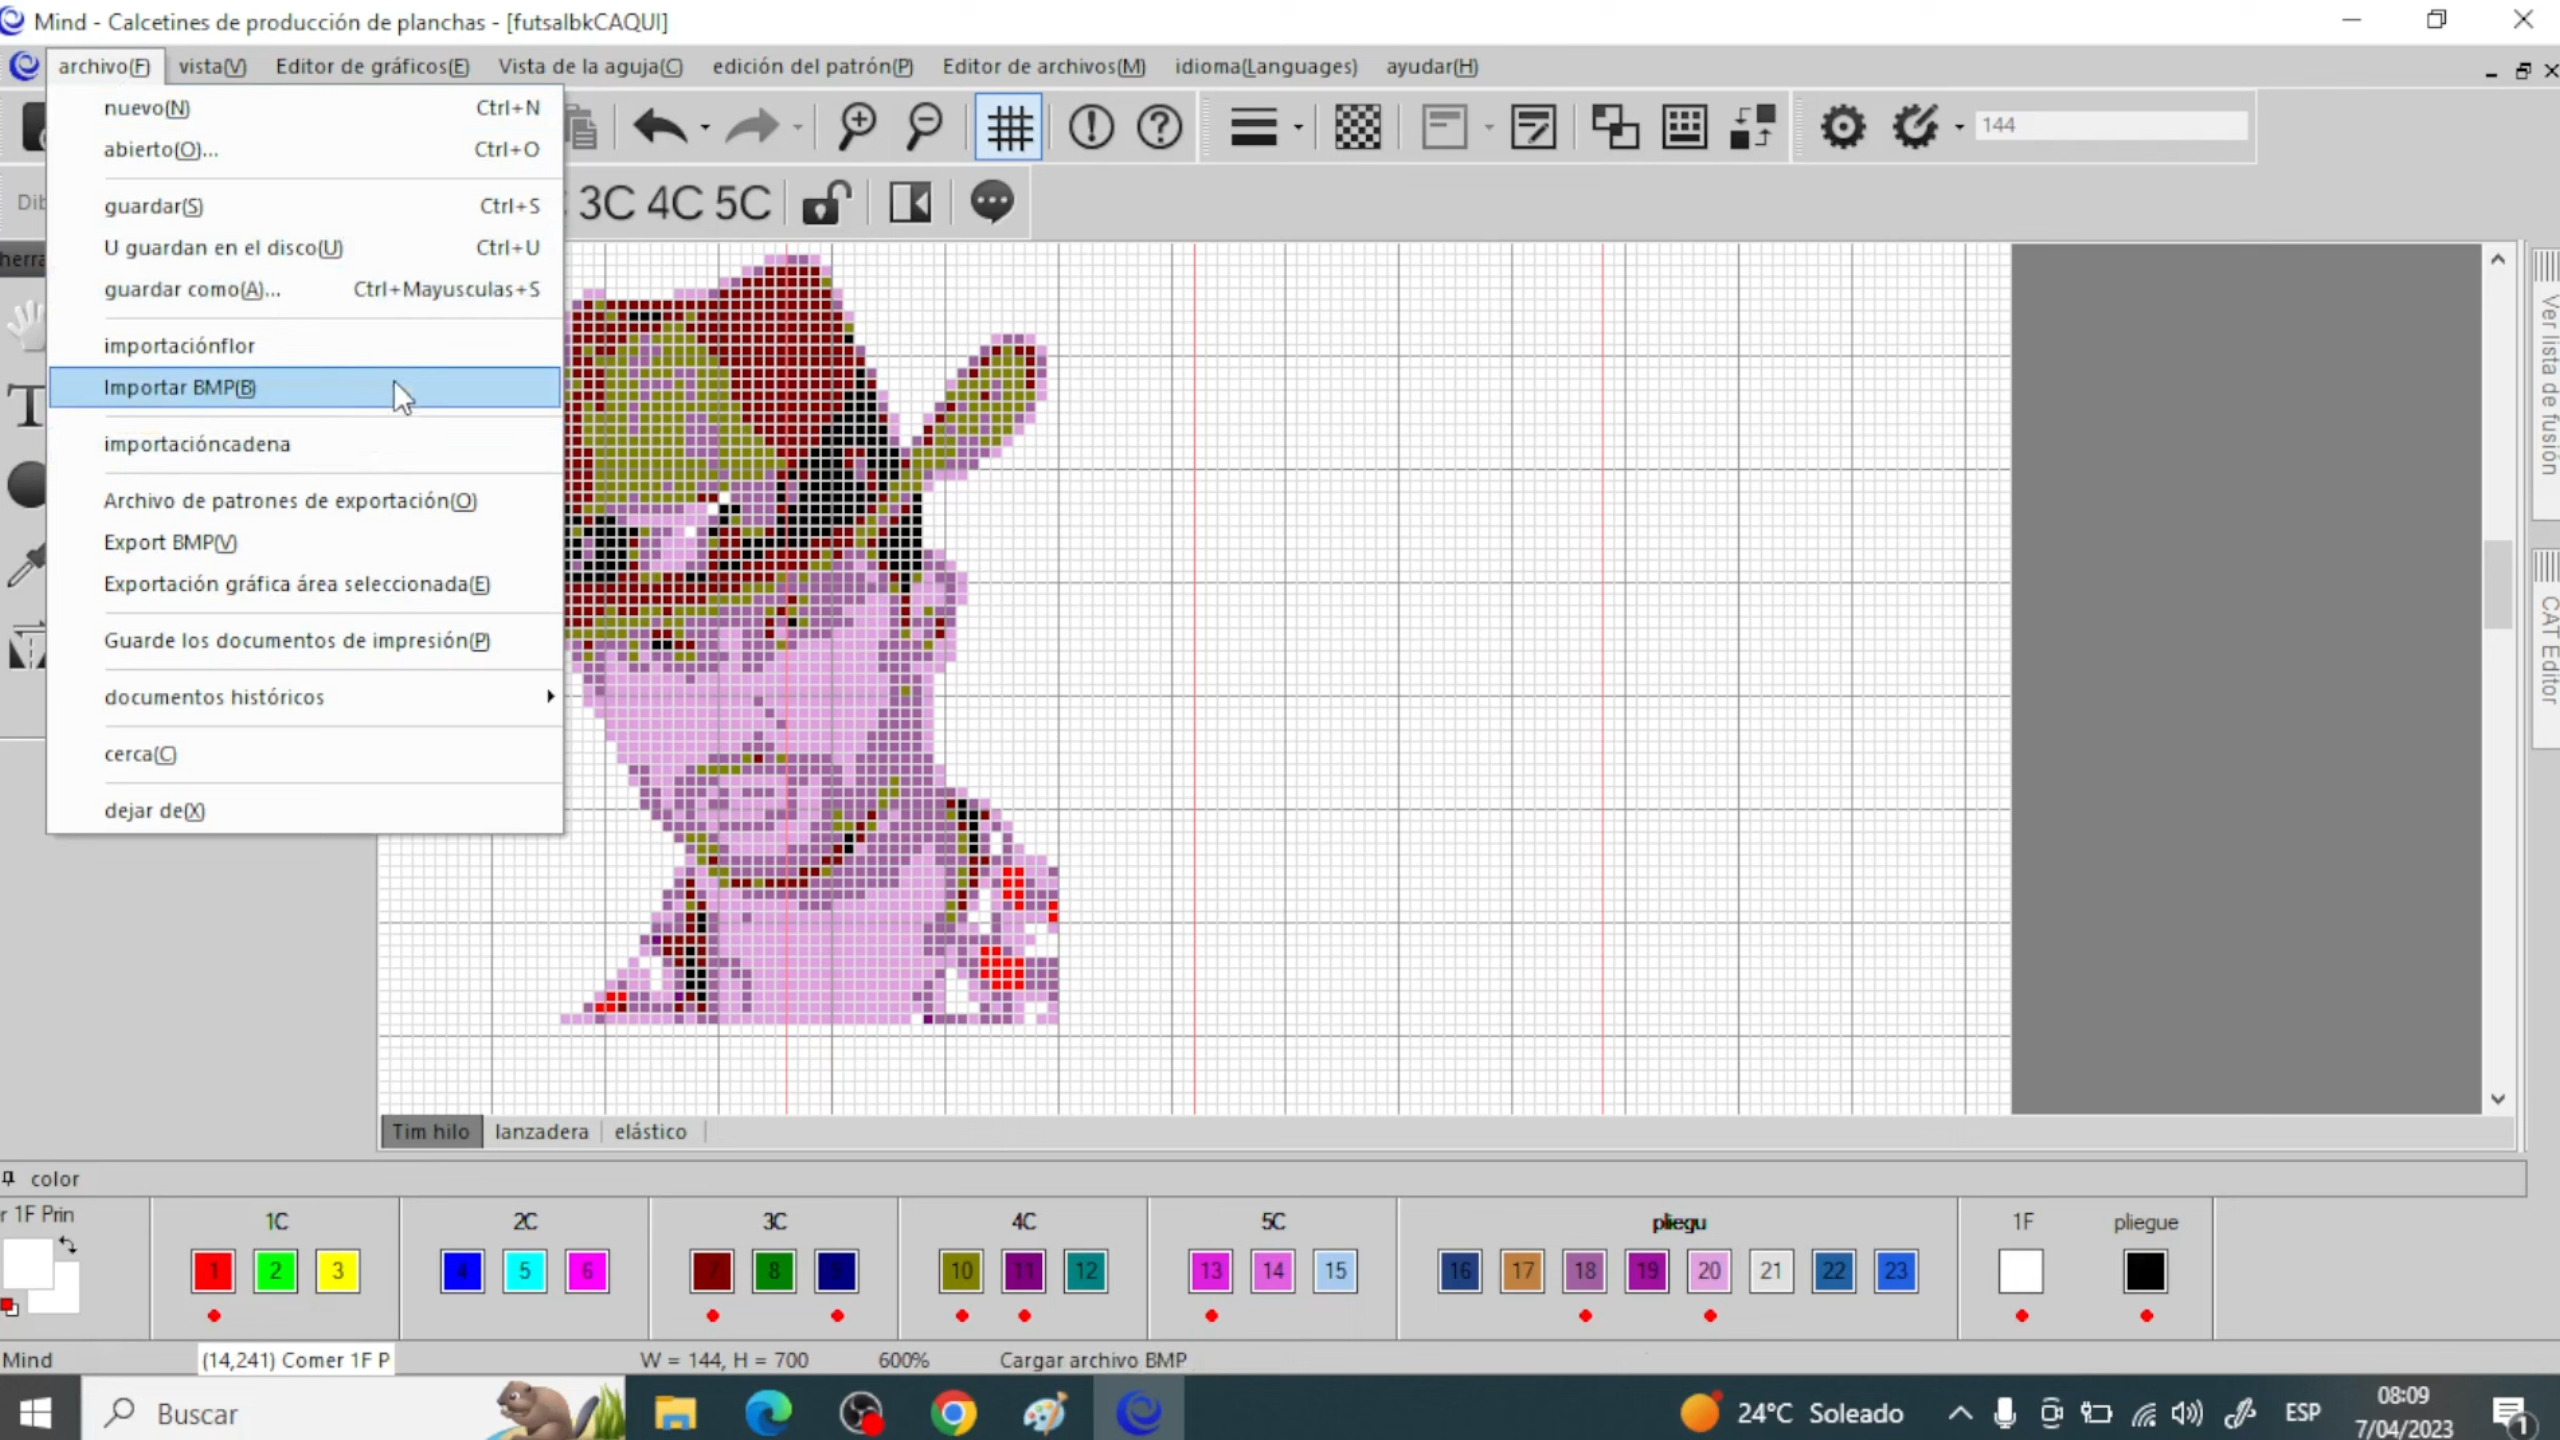 Mind - Calcetines de producción de planchas - [futsalbkCAQUI]
archivo(F) vista(V) Editor de gráficos(E) Vista de la aguja(C) edición del patrón(P) Editor de archivos(M) idioma(Languages) ayudar(H)
nuevo(N) Ctrl+N
abierto(O)... Ctrl+O
guardar(S) Ctrl+S
U guardan en el disco(U) Ctrl+U
guardar como(A)... Ctrl+Mayusculas+S
importaciónflor
Importar BMP(B)
importacióncadena
Archivo de patrones de exportación(O)
Export BMP(V)
Exportación gráfica área seleccionada(E)
Guarde los documentos de impresión(P)
documentos históricos
cerca(C)
dejar de(X)
144
Dib
3C 4C 5C
herra
Ver lista de fusión
CAT Editor
Tim hilo lanzadera elástico
color
r 1F Prin
1C 2C 3C 4C 5C pliegu 1F pliegue
1 2 3 4 5 6 7 8 9 10 11 12 13 14 15 16 17 18 19 20 21 22 23
Mind (14,241) Comer 1F P W = 144, H = 700 600% Cargar archivo BMP
Buscar
24°C Soleado
ESP
08:09
7/04/2023
1